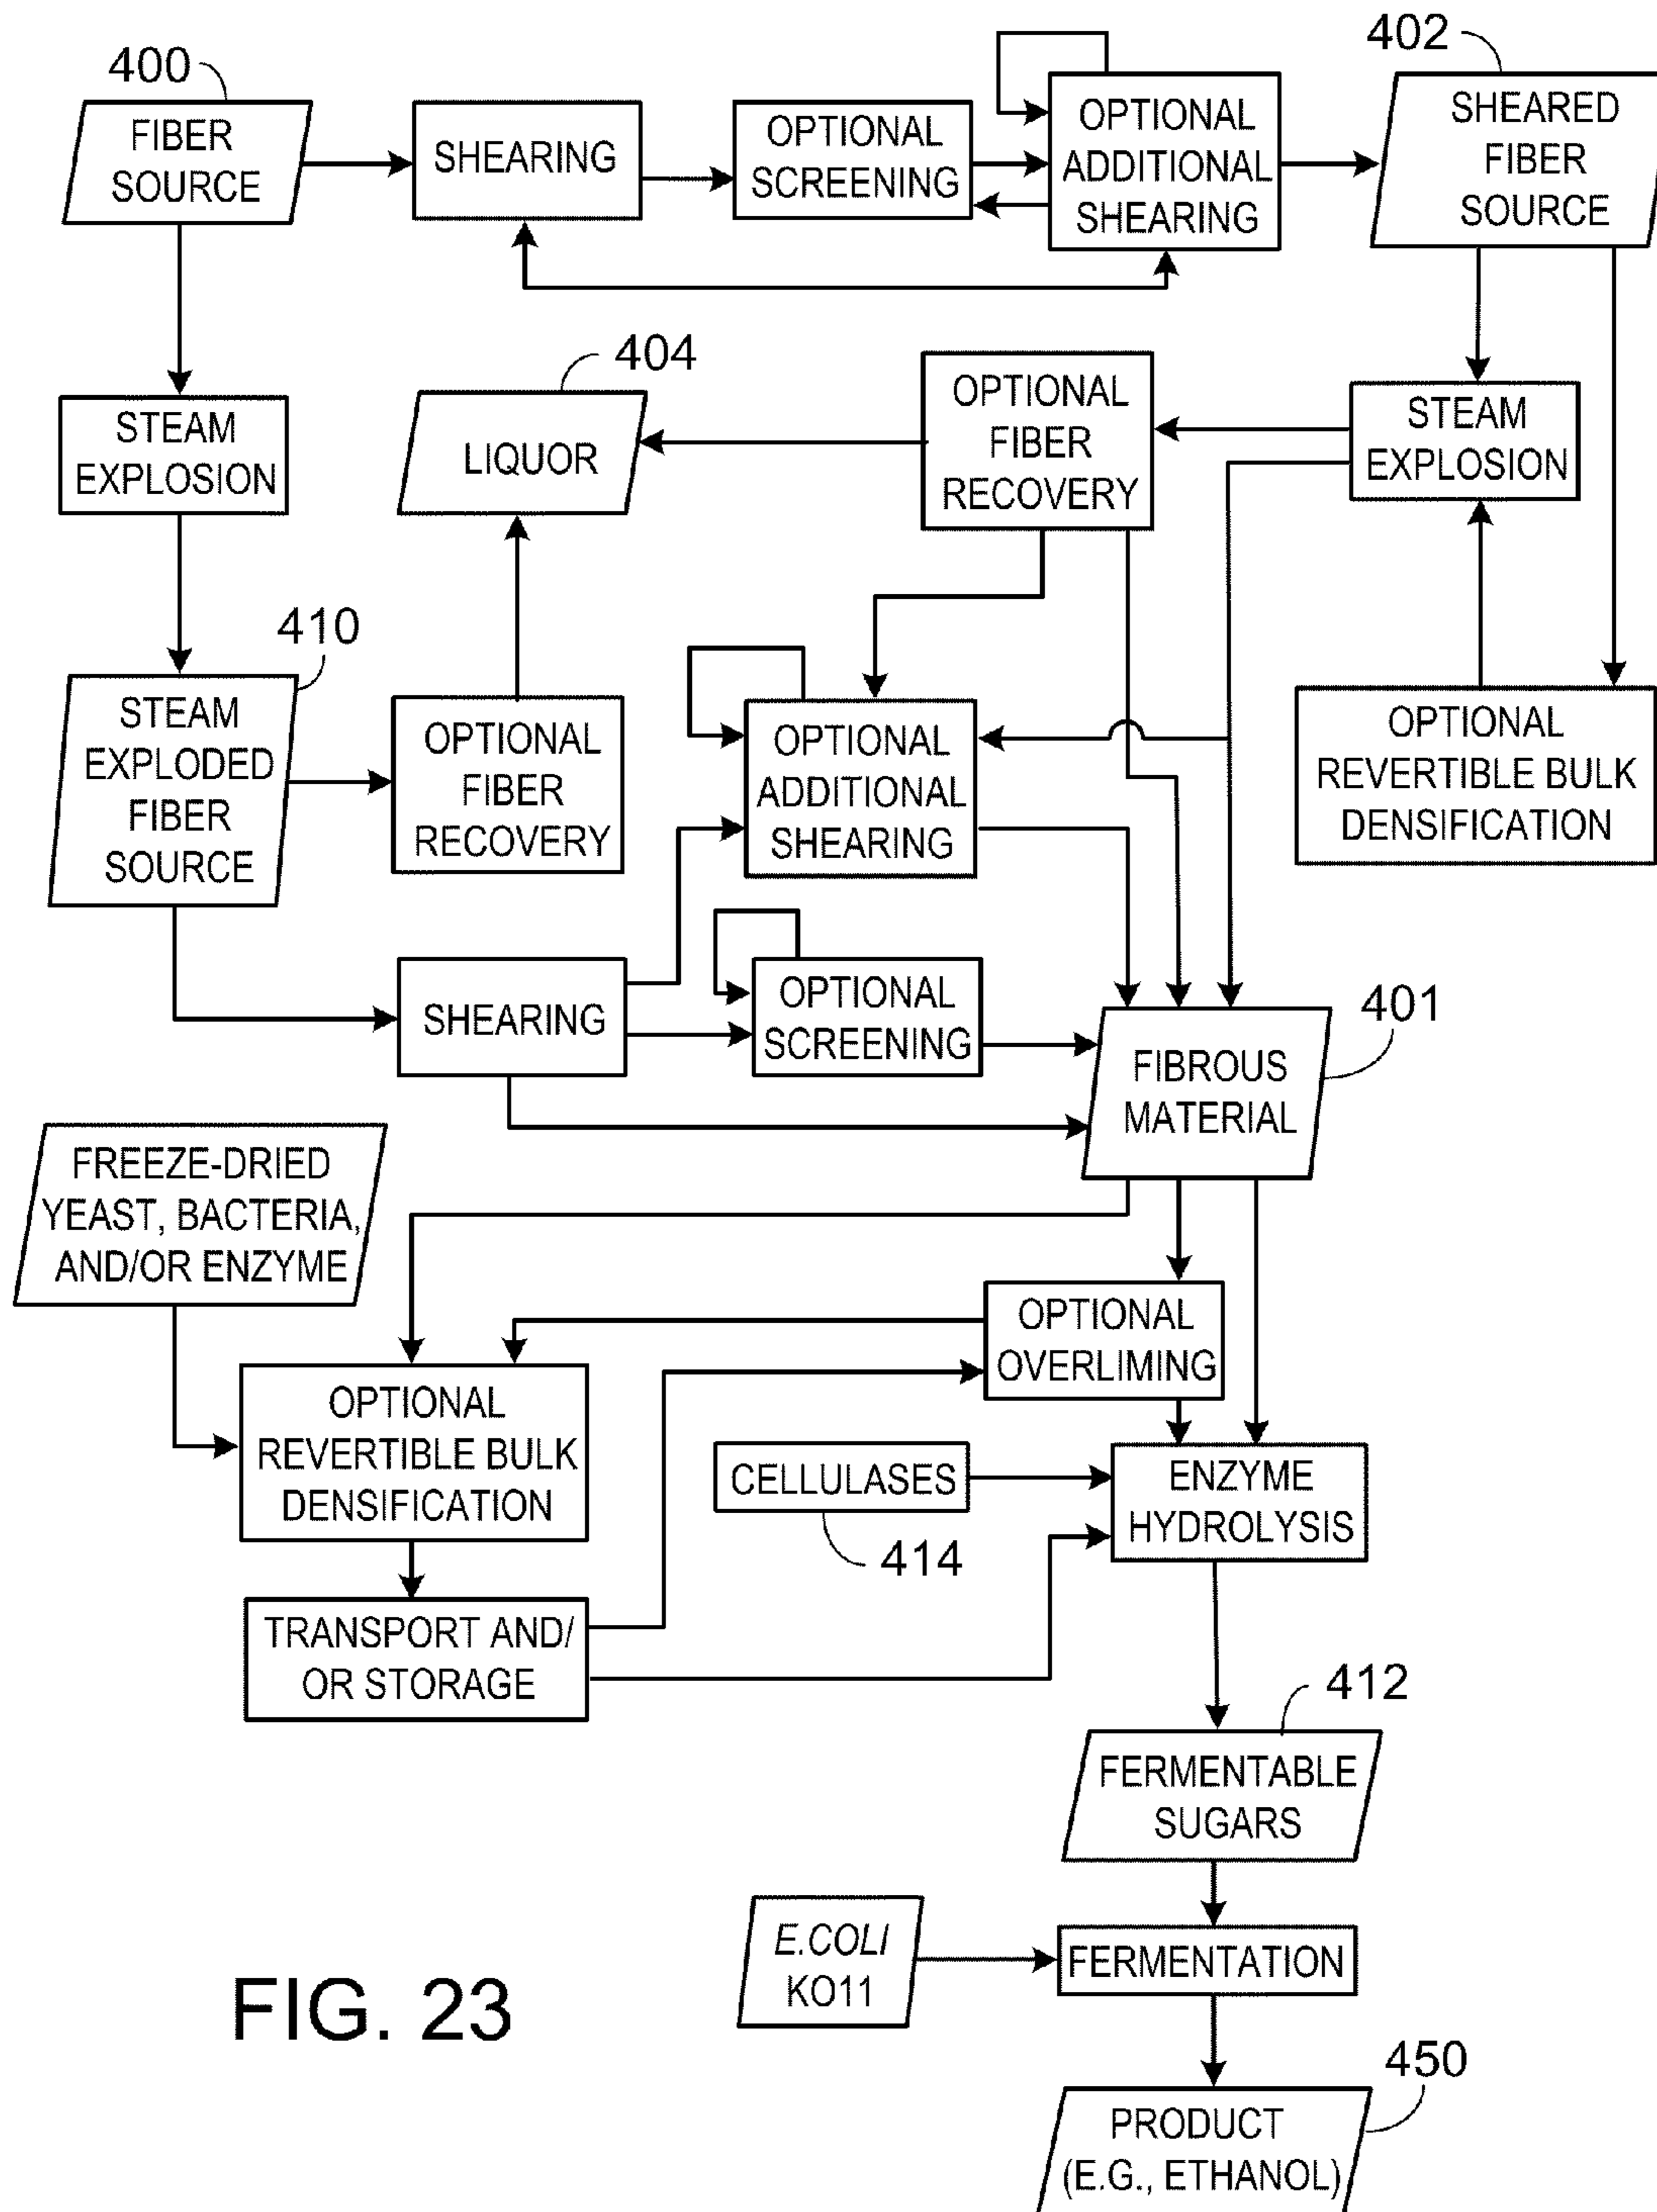 400
402
FIBER
SOURCE
SHEARING
OPTIONAL
SCREENING
OPTIONAL
ADDITIONAL
SHEARING
SHEARED
FIBER
SOURCE
404
STEAM
EXPLOSION
LIQUOR
OPTIONAL
FIBER
RECOVERY
STEAM
EXPLOSION
410
STEAM
EXPLODED
FIBER
SOURCE
OPTIONAL
FIBER
RECOVERY
OPTIONAL
ADDITIONAL
SHEARING
OPTIONAL
REVERTIBLE BULK
DENSIFICATION
SHEARING
OPTIONAL
SCREENING
401
FIBROUS
MATERIAL
FREEZE-DRIED
YEAST, BACTERIA,
AND/OR ENZYME
OPTIONAL
OVERLIMING
OPTIONAL
REVERTIBLE BULK
DENSIFICATION
CELLULASES
414
ENZYME
HYDROLYSIS
TRANSPORT AND/
OR STORAGE
412
FERMENTABLE
SUGARS
E.COLI
KO11
FERMENTATION
FIG. 23
450
PRODUCT
(E.G., ETHANOL)